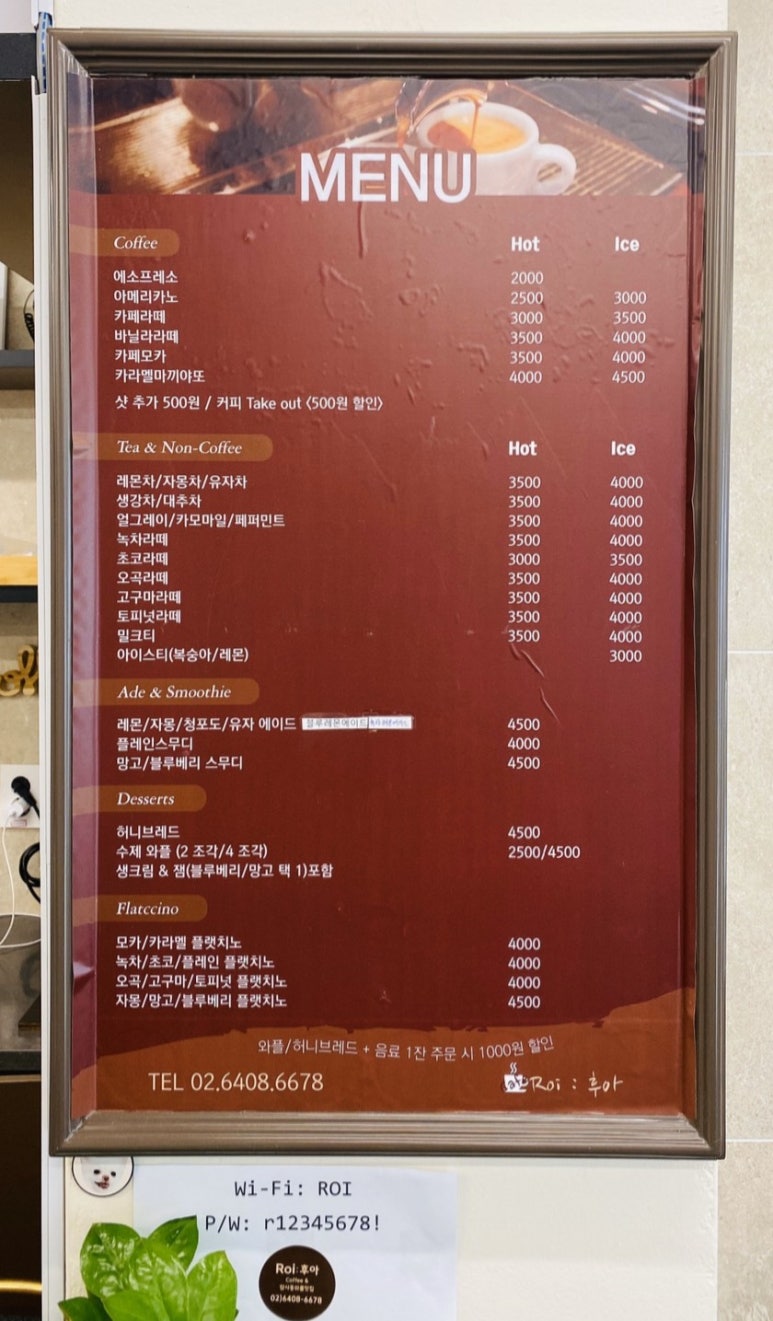 MENU
Coffee Hot Ice
에소프레소 2000
아메리카노 2500 3000
카페라떼 3000 3500
바닐라라떼 3500 4000
카페모카 3500 4000
카라멜마끼야또 4000 4500
샷 추가 500원 / 커피 Take out <500원 할인>
Tea & Non-Coffee Hot Ice
레몬차/자몽차/유자차 3500 4000
생강차/대추차 3500 4000
얼그레이/카모마일/페퍼민트 3500 4000
녹차라떼 3500 4000
초코라떼 3000 3500
오곡라떼 3500 4000
고구마라떼 3500 4000
토피넛라떼 3500 4000
밀크티 3500 4000
아이스티(복숭아/레몬) 3000
Ade & Smoothie
레몬/자몽/청포도/유자 에이드 블루레몬에이드 4500
플레인스무디 4000
망고/블루베리 스무디 4500
Desserts
허니브레드 4500
수제 와플 (2 조각/4 조각) 2500/4500
생크림 & 잼(블루베리/망고 택 1)포함
Flatccino
모카/카라멜 플랫치노 4000
녹차/초코/플레인 플랫치노 4000
오곡/고구마/토피넛 플랫치노 4000
자몽/망고/블루베리 플랫치노 4500
와플/허니브레드 + 음료 1잔 주문 시 1000원 할인
TEL 02.6408.6678 Roi : 후아
Wi-Fi: ROI
P/W: r12345678!
Roi:후아
Coffee &
02)6408-6678